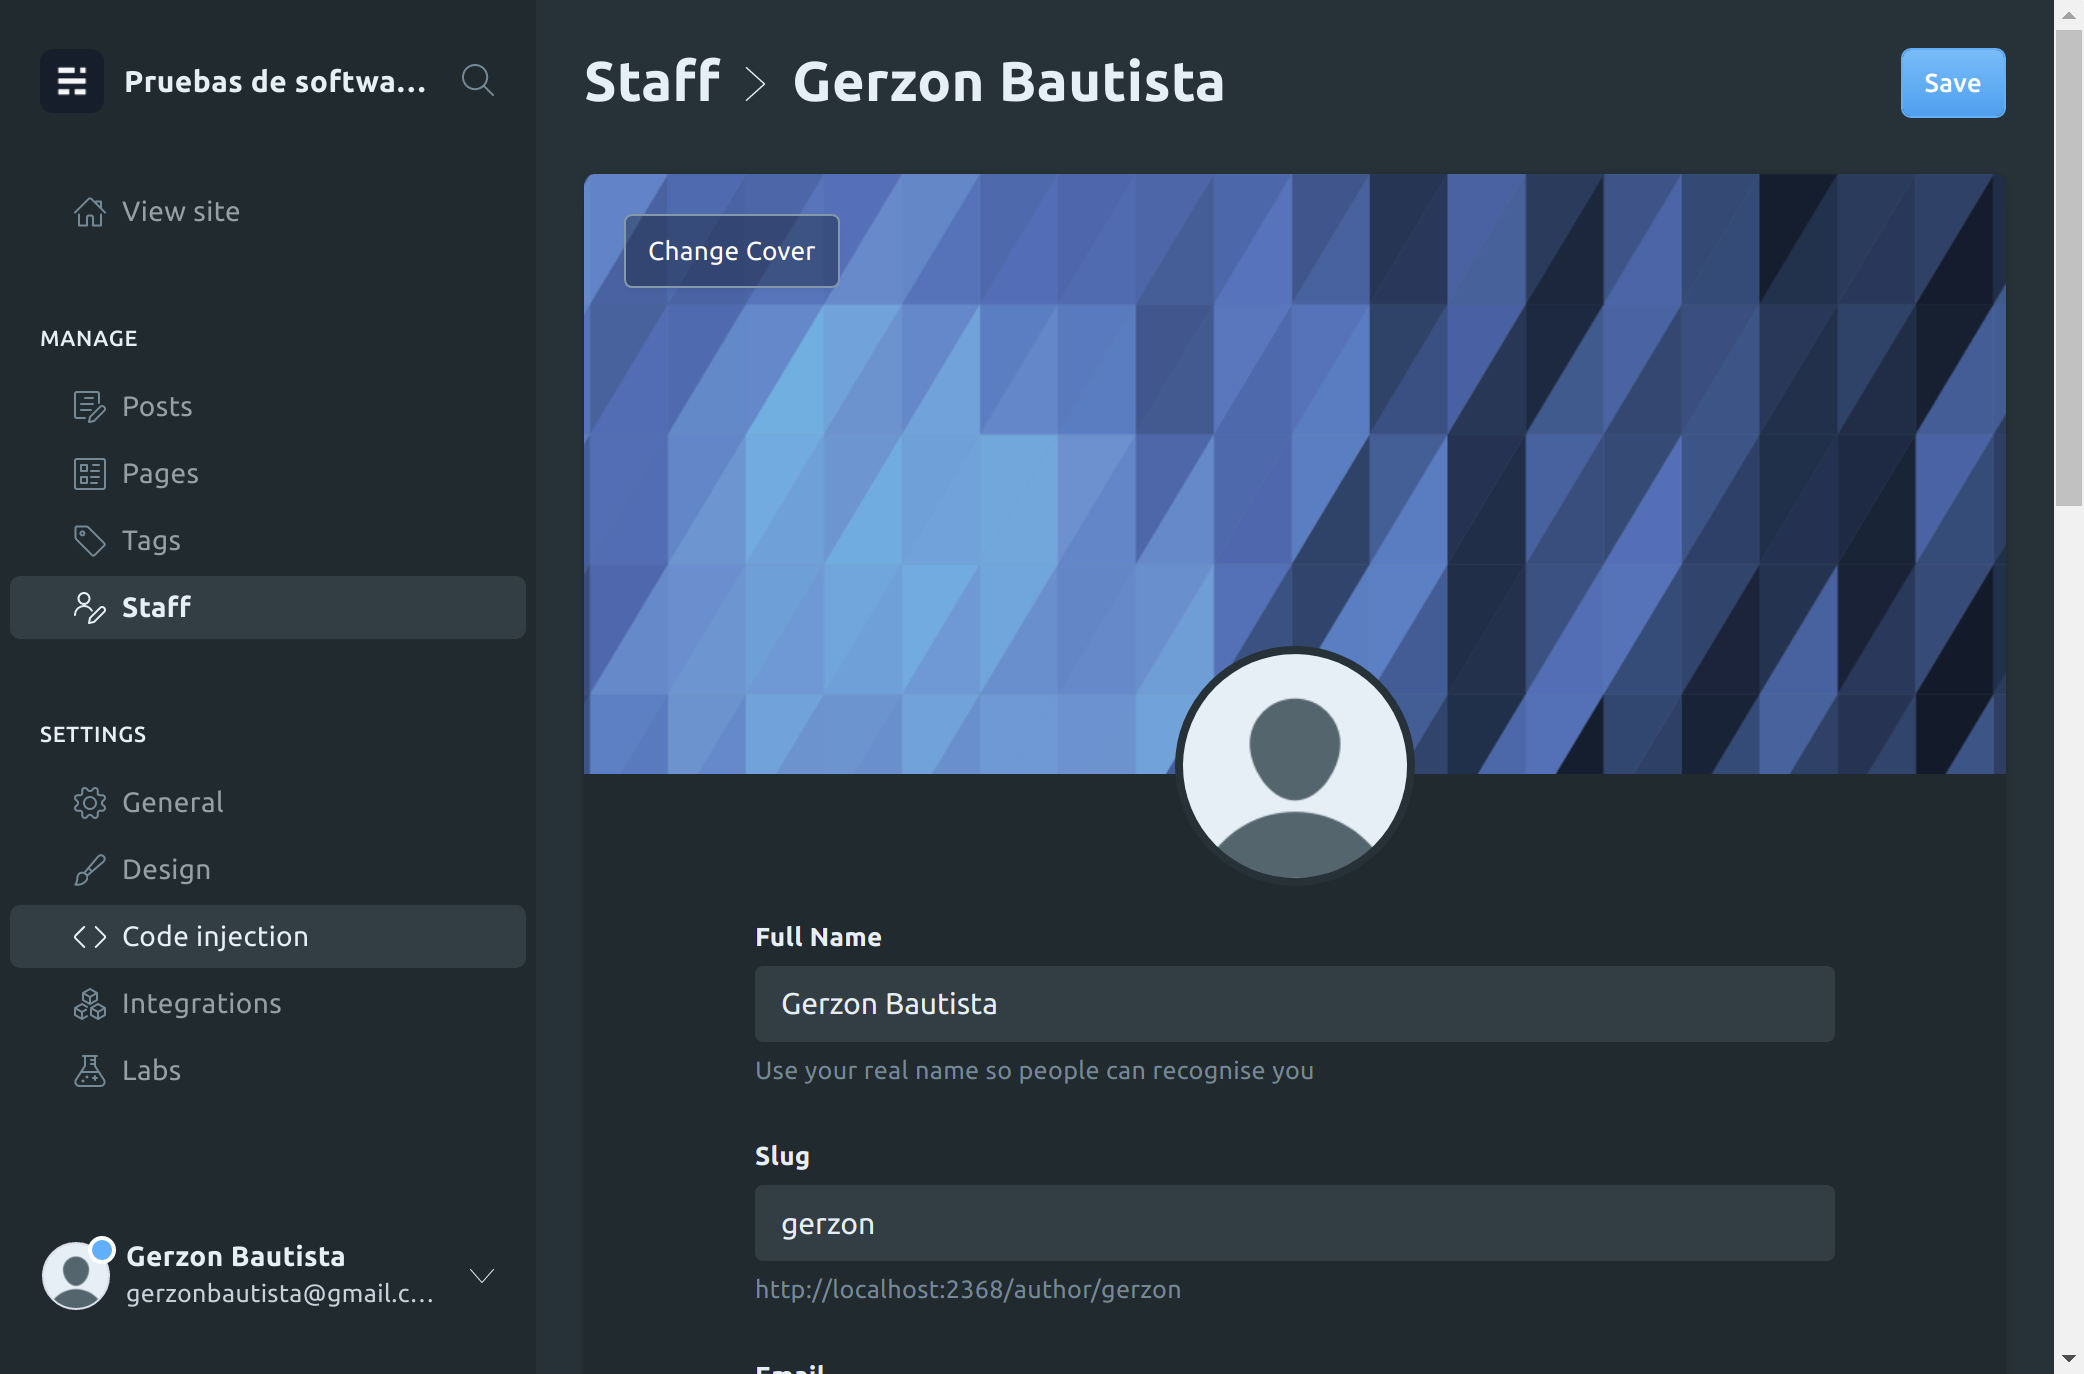 Pruebas de softwa...
View site
MANAGE
Posts
Pages
Tags
Staff
SETTINGS
General
Design
Code injection
Integrations
Labs
Gerzon Bautista
gerzonbautista@gmail.c...
Staff > Gerzon Bautista
Save
Change Cover
Full Name
Gerzon Bautista
Use your real name so people can recognise you
Slug
gerzon
http://localhost:2368/author/gerzon
Email